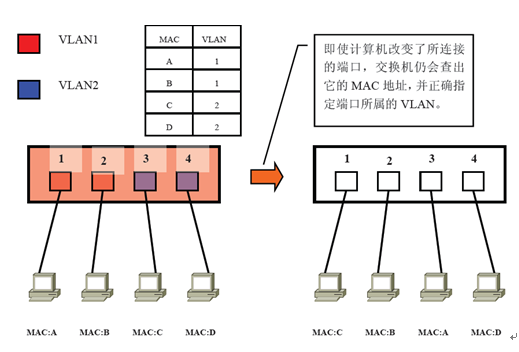 VLAN1
VLAN2
MAC VLAN
A 1
B 1
C 2
D 2
即使计算机改变了所连接
的端口，交换机仍会查出
它的 MAC 地址，并正确指
定端口所属的 VLAN。
1 2 3 4
1 2 3 4
MAC:A MAC:B MAC:C MAC:D
MAC:C MAC:B MAC:A MAC:D